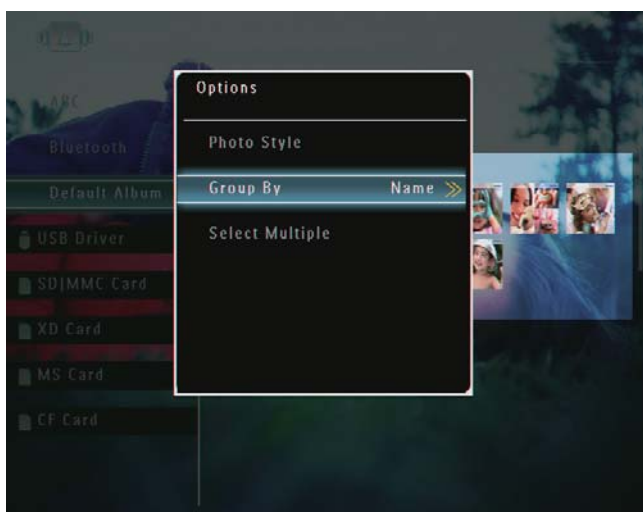 Options
Photo Style
Group By Name
Select Multiple
ABC
Bluetooth
Default Album
USB Driver
SD|MMC Card
XD Card
MS Card
CF Card